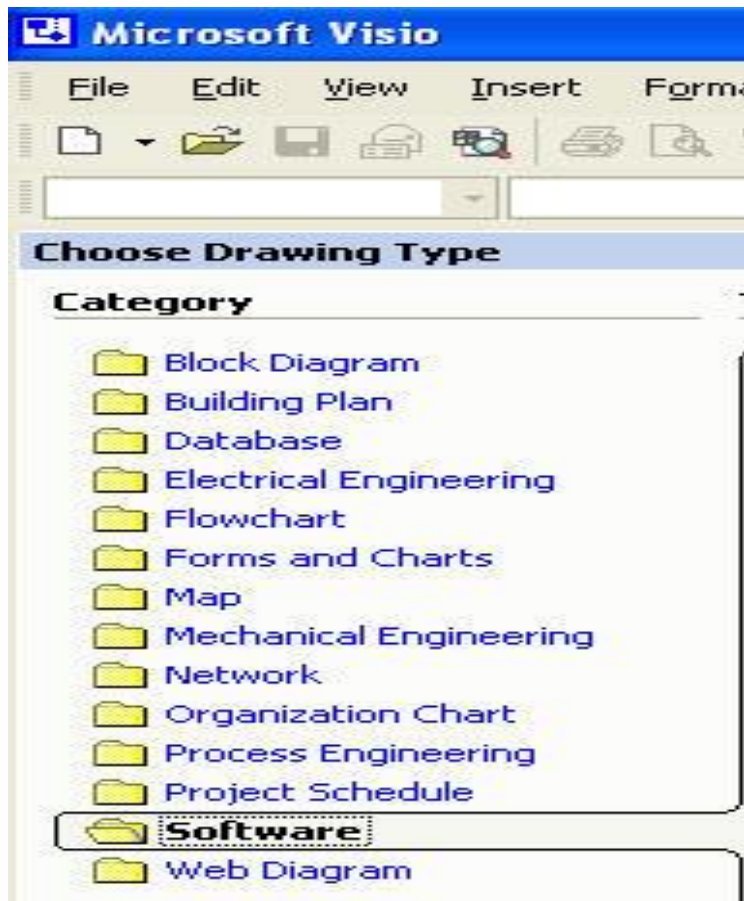 Microsoft Visio
File Edit View Insert Forma
Choose Drawing Type
Category
Block Diagram
Building Plan
Database
Electrical Engineering
Flowchart
Forms and Charts
Map
Mechanical Engineering
Network
Organization Chart
Process Engineering
Project Schedule
Software
Web Diagram